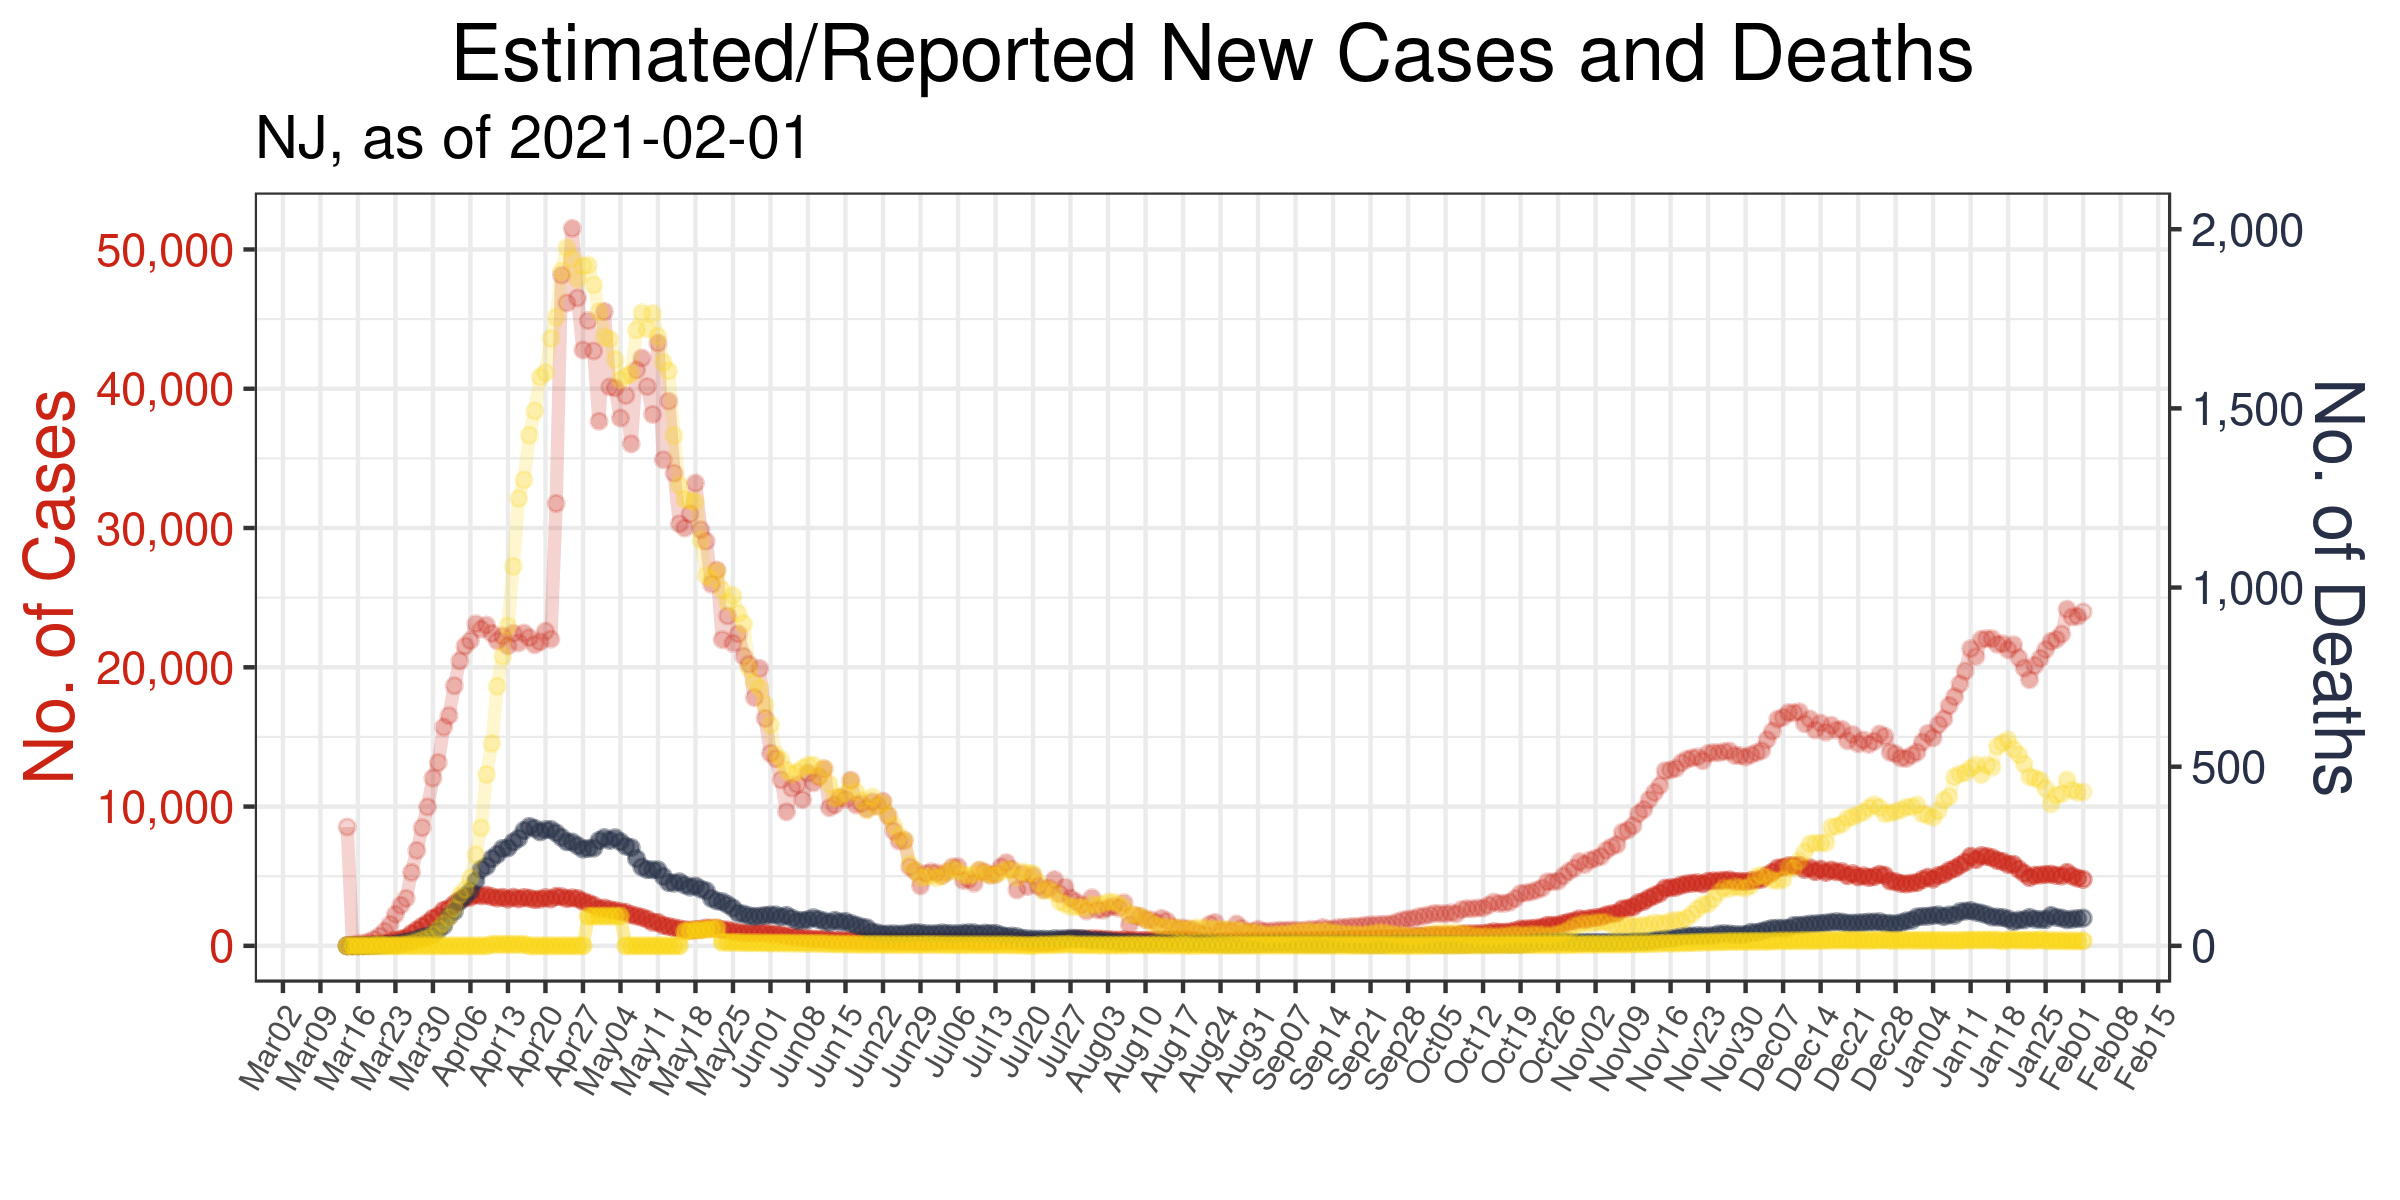 Estimated/Reported New Cases and Deaths
NJ, as of 2021-02-01
No. of Cases
50,000
40,000
30,000
20,000
10,000
0
2,000
1,500
1,000
500
0
No. of Deaths
Mar02 Mar09 Mar16 Mar23 Mar30 Apr06 Apr13 Apr20 Apr27 May04 May11 May18 May25 Jun01 Jun08 Jun15 Jun22 Jun29 Jul06 Jul13 Jul20 Jul27 Aug03 Aug10 Aug17 Aug24 Aug31 Sep07 Sep14 Sep21 Sep28 Oct05 Oct12 Oct19 Oct26 Nov02 Nov09 Nov16 Nov23 Nov30 Dec07 Dec14 Dec21 Dec28 Jan04 Jan11 Jan18 Jan25 Feb01 Feb08 Feb15